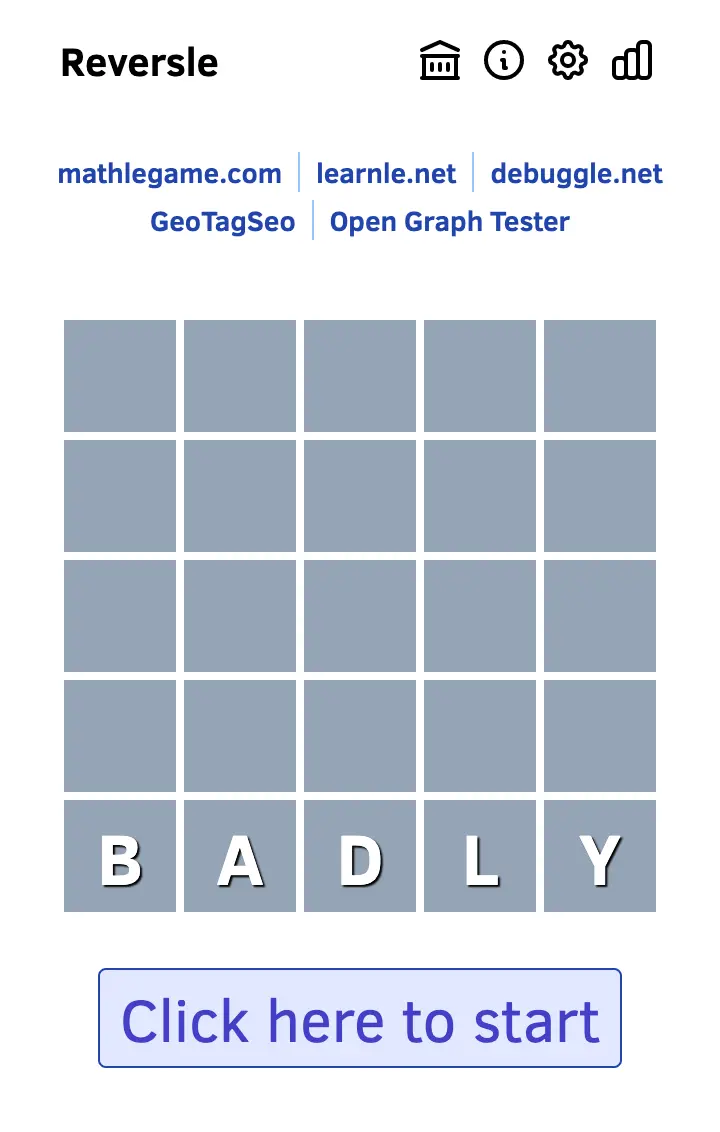 Reversle
mathlegame.com learnle.net debuggle.net
GeoTagSeo Open Graph Tester
B A D L Y
Click here to start